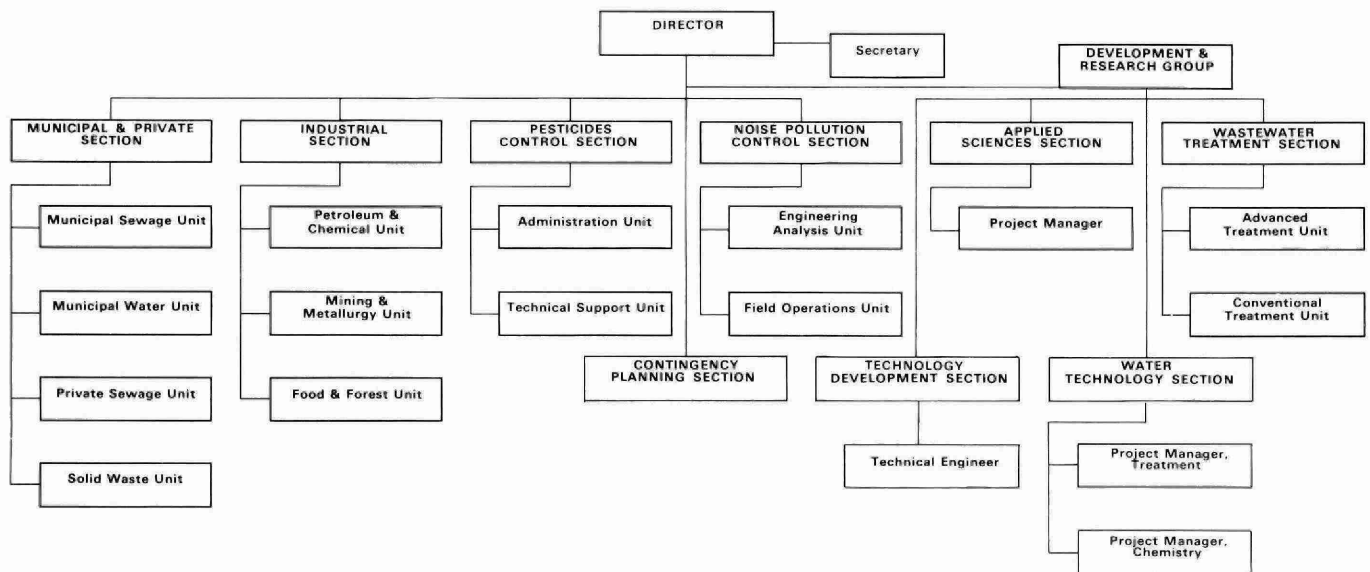 DIRECTOR
Secretary
DEVELOPMENT &
RESEARCH GROUP
MUNICIPAL & PRIVATE
SECTION
INDUSTRIAL
SECTION
PESTICIDES
CONTROL SECTION
NOISE POLLUTION
CONTROL SECTION
APPLIED
SCIENCES SECTION
WASTEWATER
TREATMENT SECTION
Municipal Sewage Unit
Petroleum &
Chemical Unit
Administration Unit
Engineering
Analysis Unit
Project Manager
Advanced
Treatment Unit
Municipal Water Unit
Mining &
Metallurgy Unit
Technical Support Unit
Field Operations Unit
Conventional
Treatment Unit
CONTINGENCY
PLANNING SECTION
TECHNOLOGY
DEVELOPMENT SECTION
WATER
TECHNOLOGY SECTION
Private Sewage Unit
Food & Forest Unit
Technical Engineer
Project Manager,
Treatment
Solid Waste Unit
Project Manager,
Chemistry